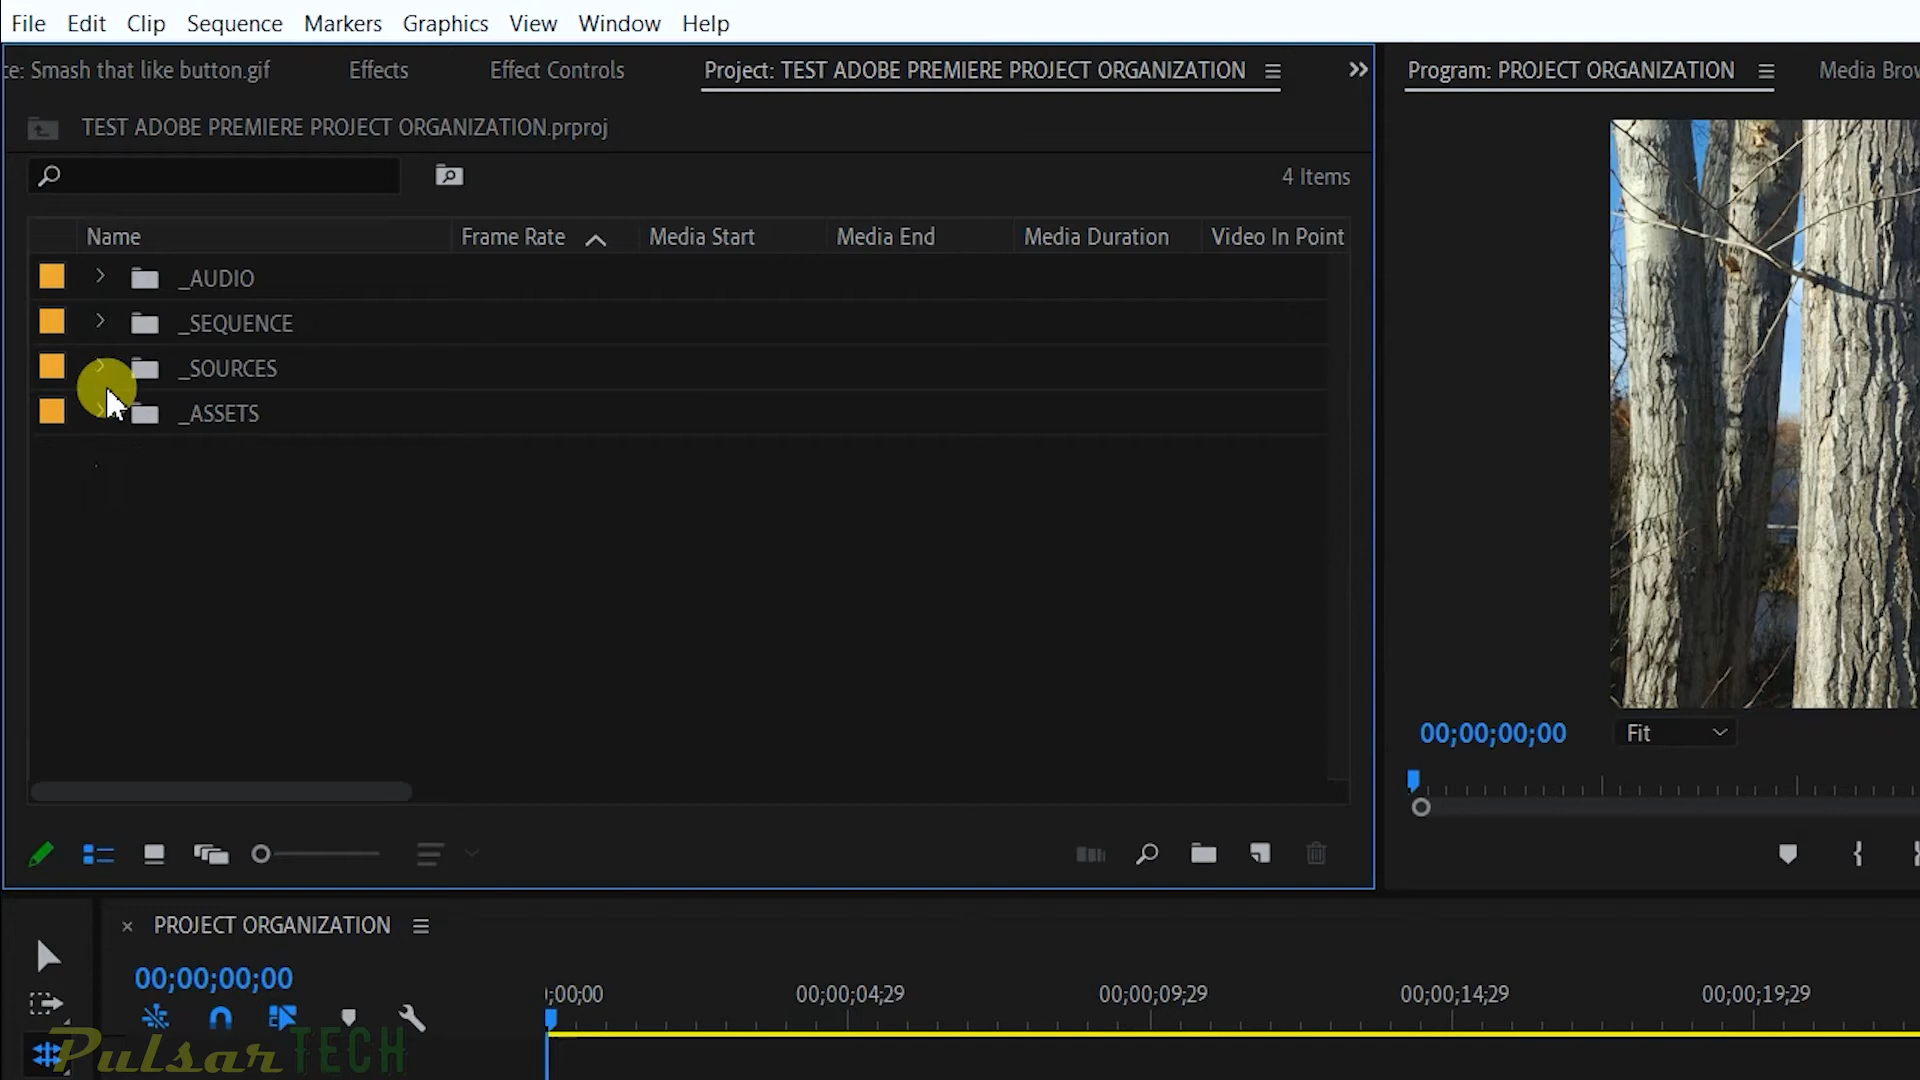 File Edit Clip Sequence Markers Graphics View Window Help
ce: Smash that like button.gif Effects Effect Controls Project: TEST ADOBE PREMIERE PROJECT ORGANIZATION
Program: PROJECT ORGANIZATION Media Brow
TEST ADOBE PREMIERE PROJECT ORGANIZATION.prproj
4 Items
Name Frame Rate Media Start Media End Media Duration Video In Point
_AUDIO
_SEQUENCE
_SOURCES
_ASSETS
00;00;00;00 Fit
PROJECT ORGANIZATION
00;00;00;00
;00;00 00;00;04;29 00;00;09;29 00;00;14;29 00;00;19;29
Pulsar TECH